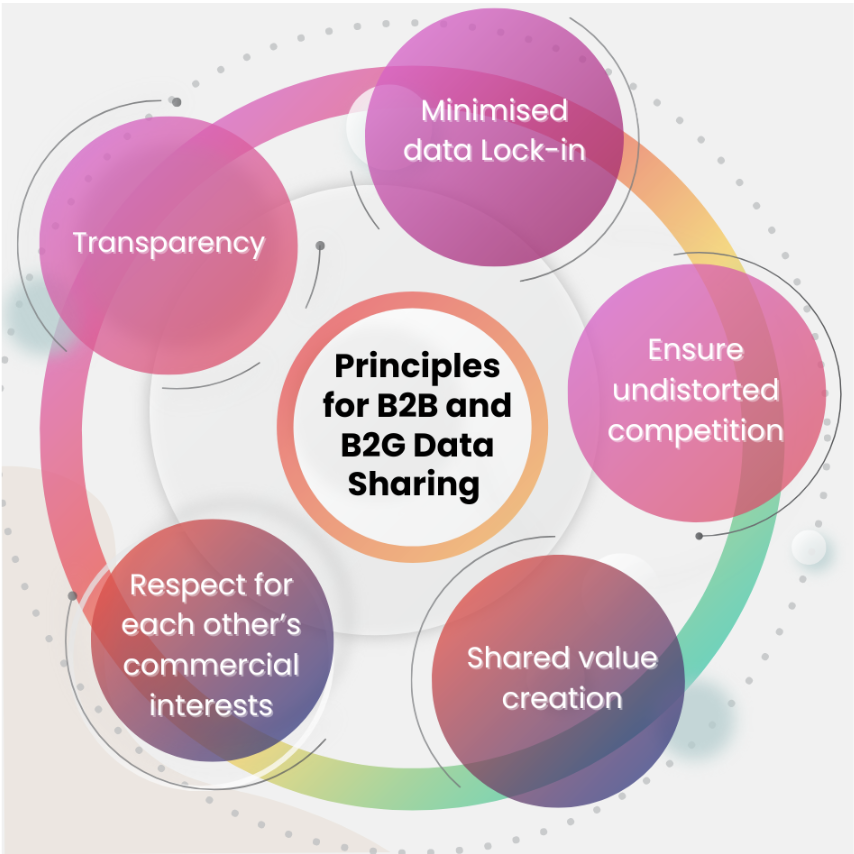 Minimised
data Lock-in
Transparency
Ensure
undistorted
competition
Principles
for B2B and
B2G Data
Sharing
Respect for
each other’s
commercial
interests
Shared value
creation